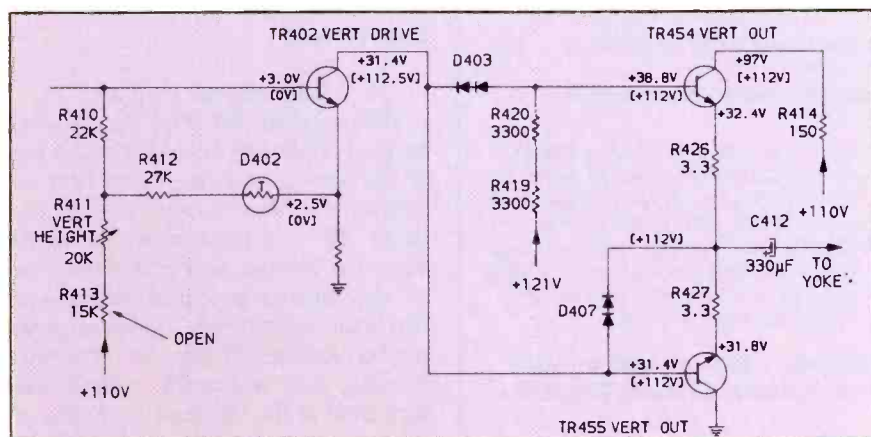 TR402 VERT DRIVE
+31.4V
[+112.5V]
+3.0V
[0V]
D403
TR454 VERT OUT
+97V
[+112V]
+38.8V
[+112V]
+32.4V
R410
22K
R420
3300
R414
150
R412
27K
D402
R426
3.3
R411
VERT
HEIGHT
20K
+2.5V
[0V]
R419
3300
+110V
[+112V]
C412
330µF
TO
YOKE
R413
15K
OPEN
+121V
D407
R427
3.3
+31.8V
+31.4V
[+112V]
+110V
TR455 VERT OUT